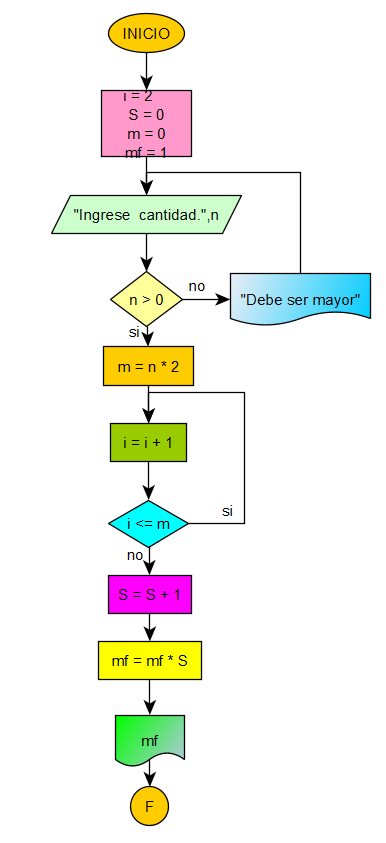 INICIO
i = 2
S = 0
m = 0
mf = 1
"Ingrese cantidad.",n
n > 0
no
"Debe ser mayor"
si
m = n * 2
i = i + 1
i <= m
si
no
S = S + 1
mf = mf * S
mf
F